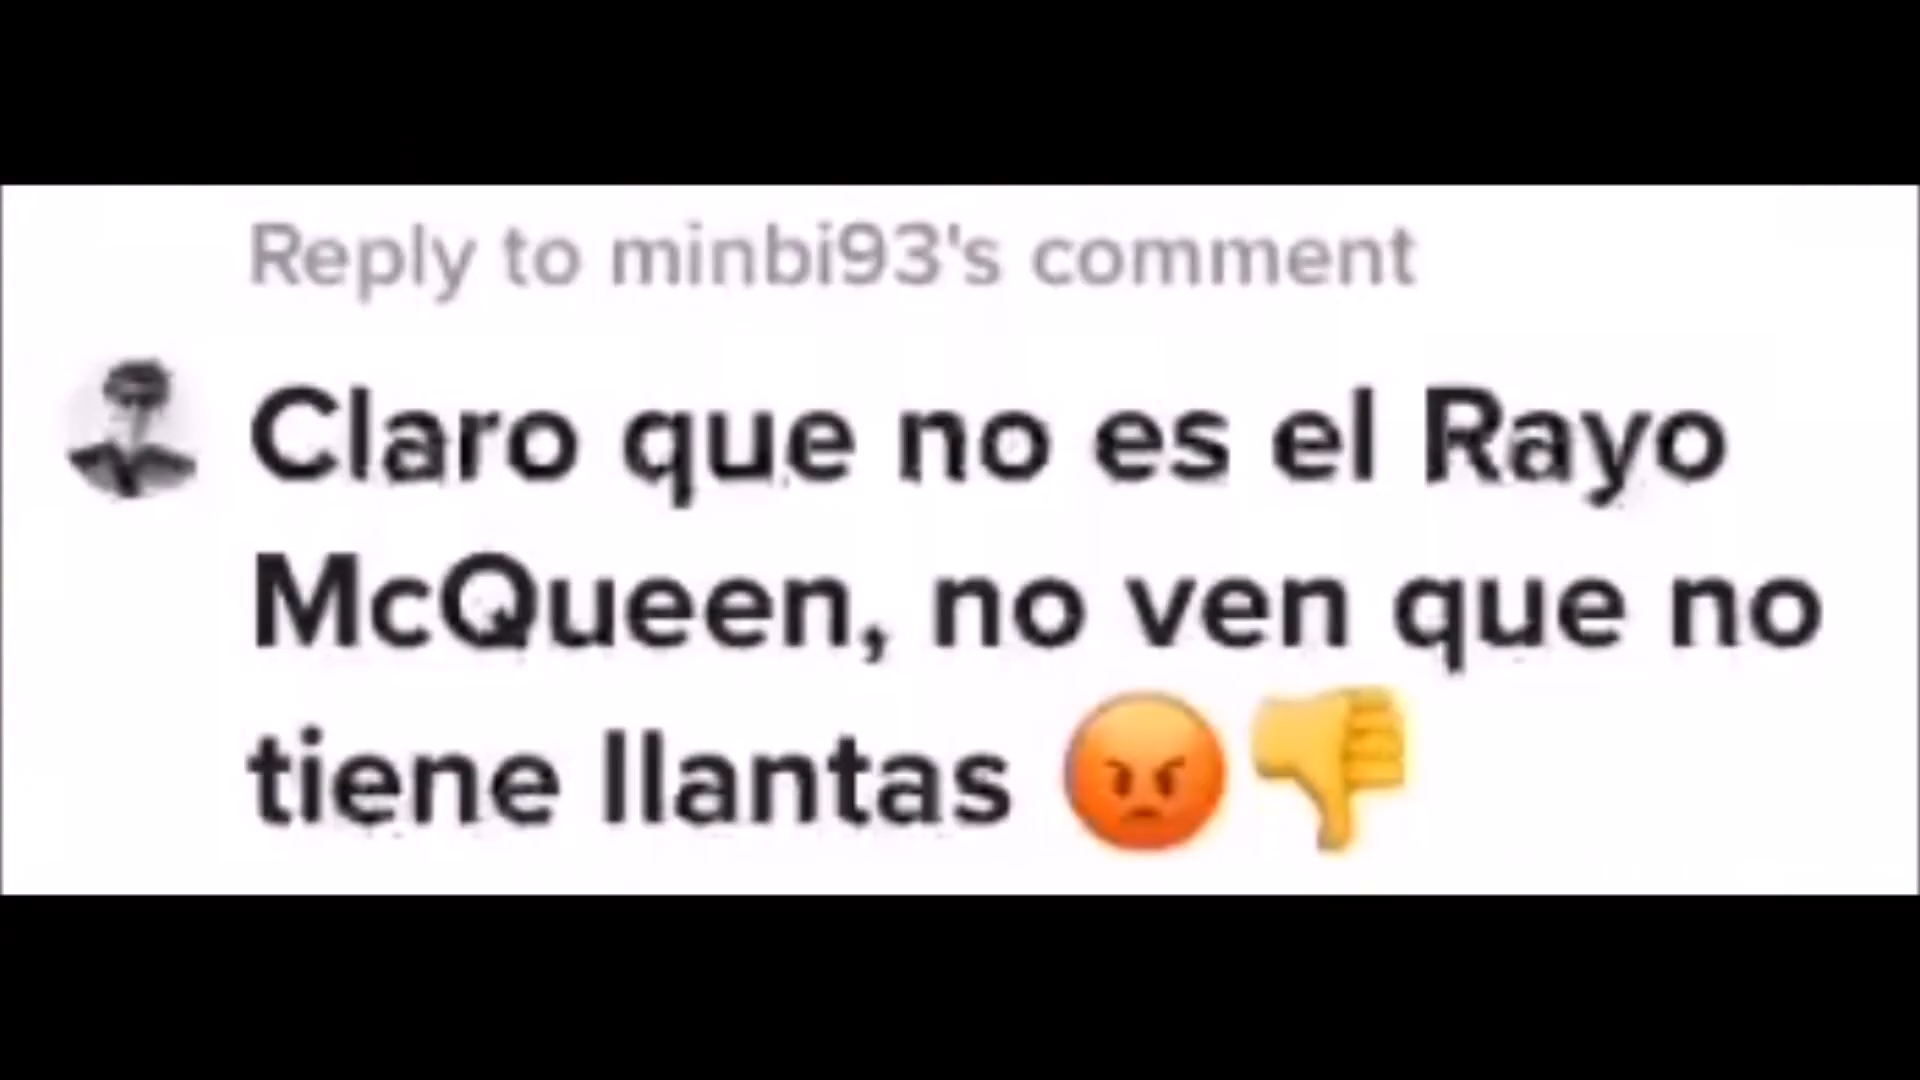 Reply to minbi93's comment
Claro que no es el Rayo
McQueen, no ven que no
tiene llantas 😡👎